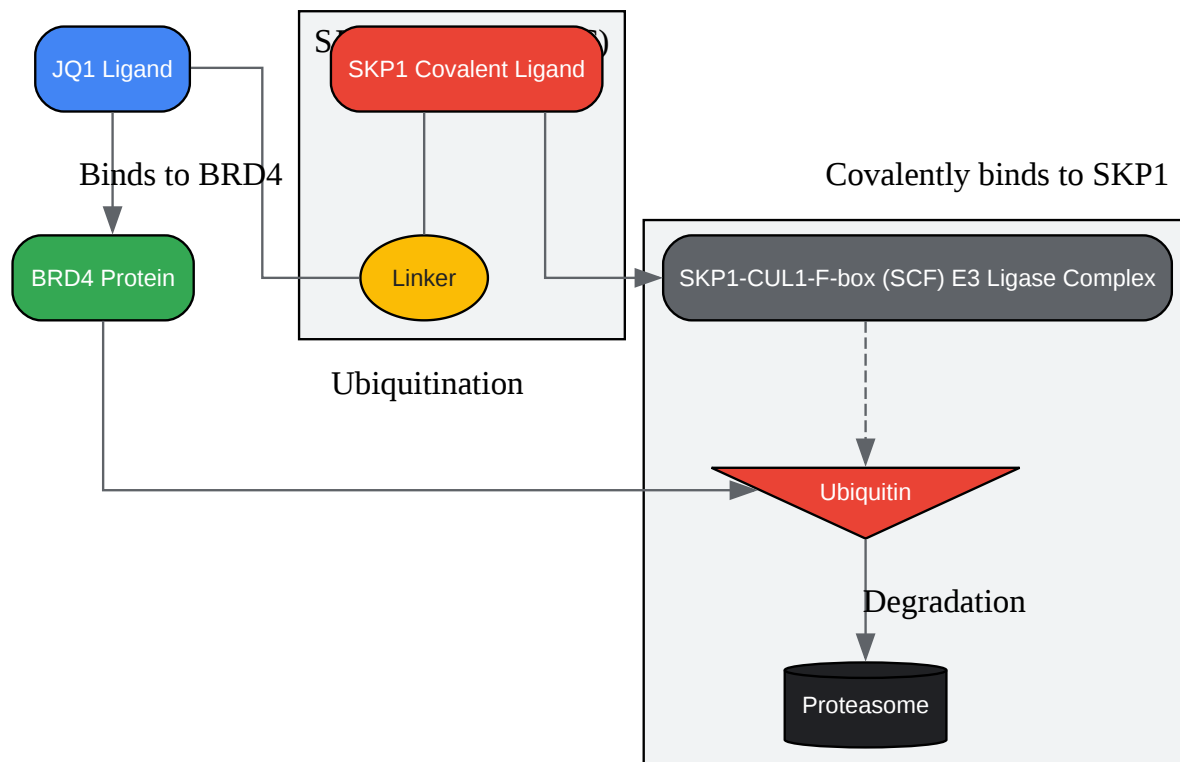 JQ1 Ligand
SKP1 Covalent Ligand
Binds to BRD4
Covalently binds to SKP1
BRD4 Protein
Linker
SKP1-CUL1-F-box (SCF) E3 Ligase Complex
Ubiquitination
Ubiquitin
Degradation
Proteasome